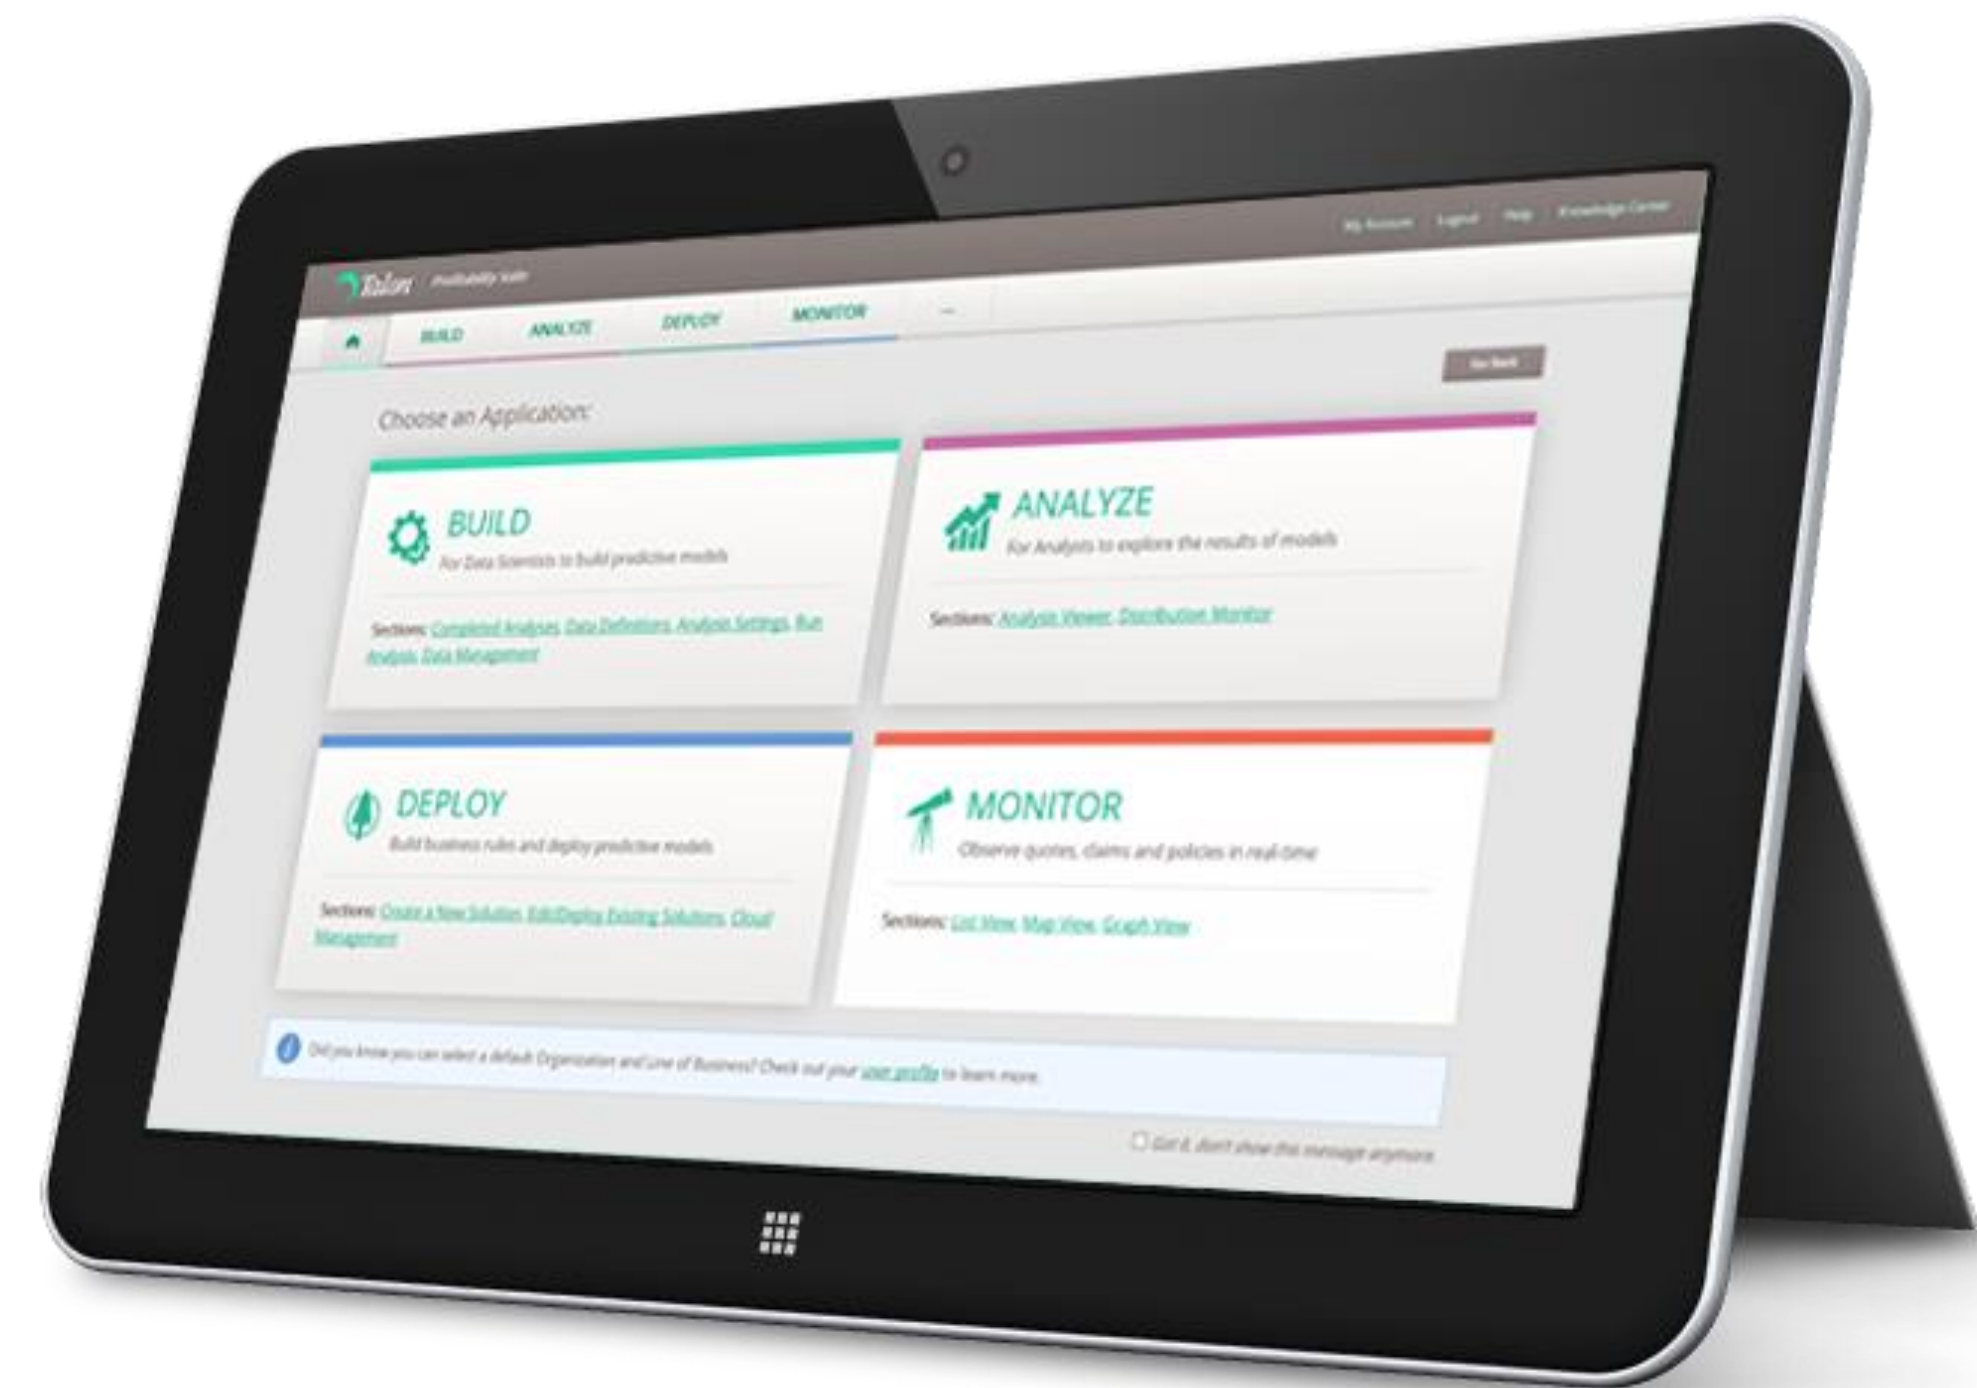 Talon Profitability Suite
My Account Logout Help Knowledge Center
BUILD ANALYZE DEPLOY MONITOR ...
Go Back
Choose an Application:
BUILD
For Data Scientists to build predictive models
Sections: Completed Analyses, Data Definitions, Analysis Settings, Run
Analysis, Data Management
ANALYZE
For Analysts to explore the results of models
Sections: Analysis Viewer, Distribution Monitor
DEPLOY
Build business rules and deploy predictive models
Sections: Create a New Solution, Edit/Deploy Existing Solutions, Cloud
Management
MONITOR
Observe quotes, claims and policies in real-time
Sections: List View, Map View, Graph View
Did you know you can select a default Organization and Line of Business? Check out your user profile to learn more.
Got it, don't show this message anymore.